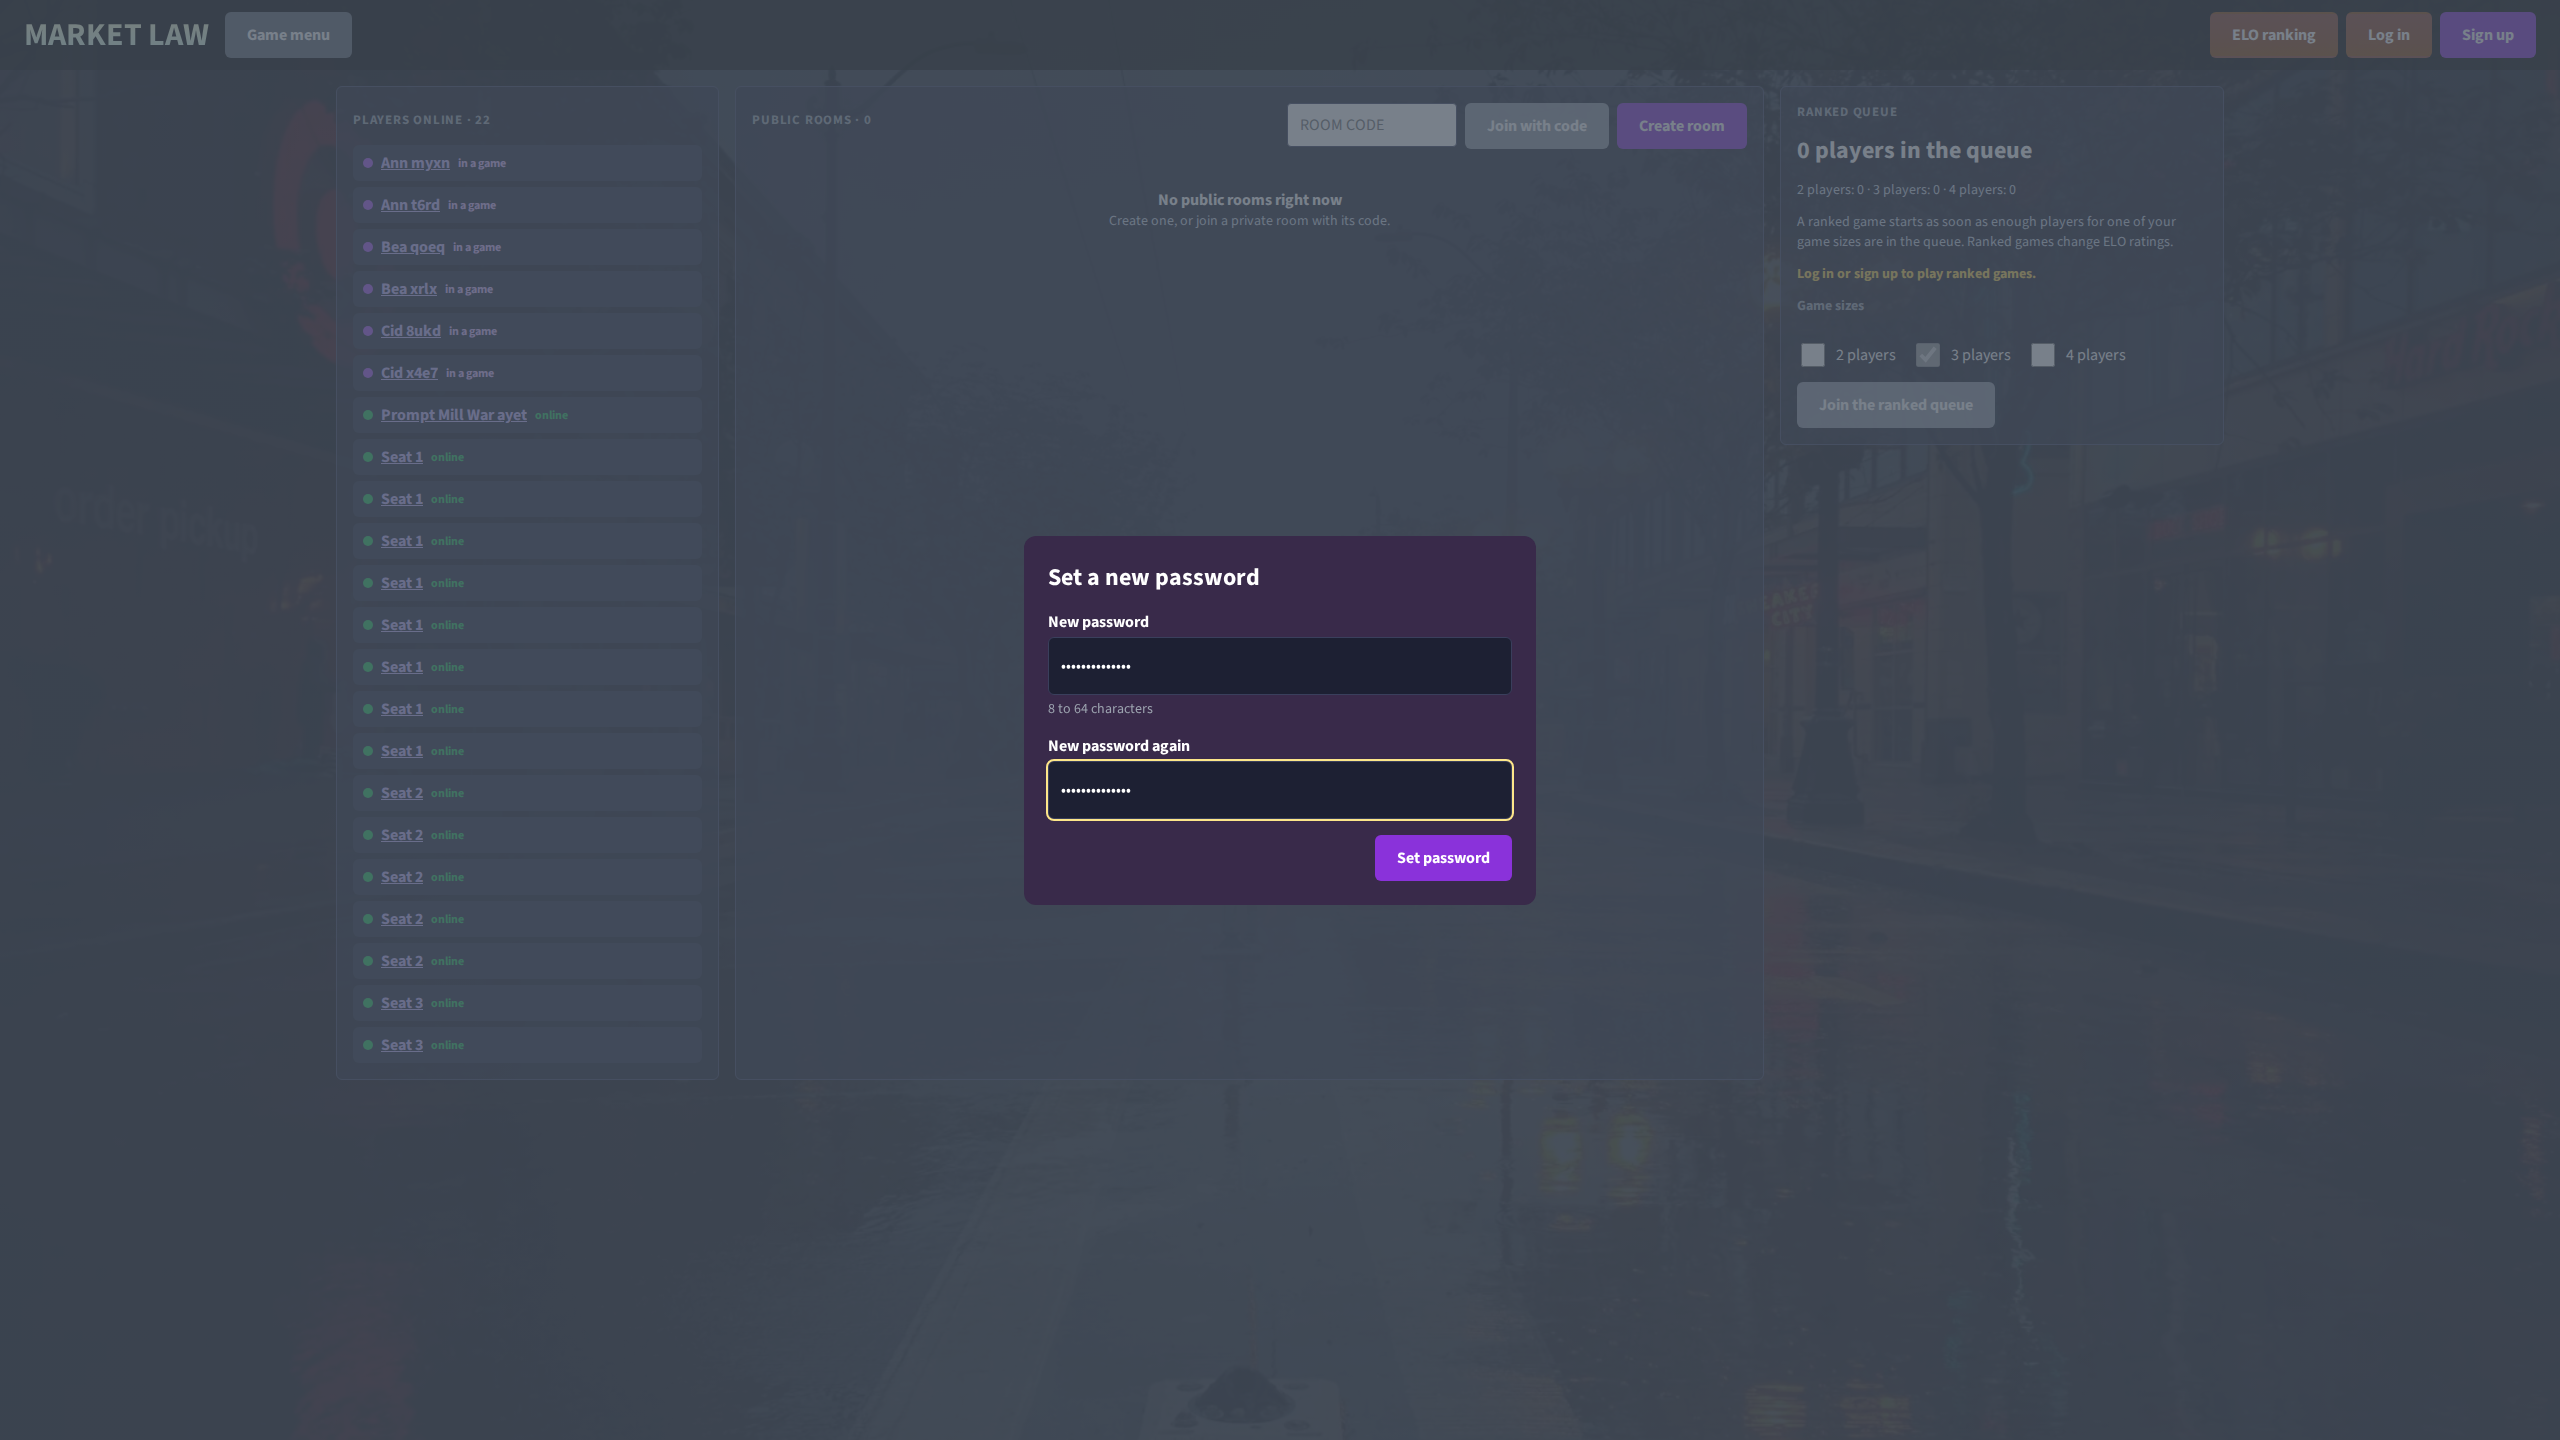 MARKET LAW
Game menu
ELO ranking
Log in
Sign up
PLAYERS ONLINE · 22
Ann myxn in a game
Ann t6rd in a game
Bea qoeq in a game
Bea xrlx in a game
Cid 8ukd in a game
Cid x4e7 in a game
Prompt Mill War ayet online
Seat 1 online
Seat 1 online
Seat 1 online
Seat 1 online
Seat 1 online
Seat 1 online
Seat 1 online
Seat 1 online
Seat 2 online
Seat 2 online
Seat 2 online
Seat 2 online
Seat 2 online
Seat 3 online
Seat 3 online
PUBLIC ROOMS · 0
ROOM CODE
Join with code
Create room
No public rooms right now
Create one, or join a private room with its code.
RANKED QUEUE
0 players in the queue
2 players: 0 · 3 players: 0 · 4 players: 0
A ranked game starts as soon as enough players for one of your
game sizes are in the queue. Ranked games change ELO ratings.
Log in or sign up to play ranked games.
Game sizes
2 players
3 players
4 players
Join the ranked queue
order pickup
Set a new password
New password
••••••••••••••
8 to 64 characters
New password again
••••••••••••••
Set password